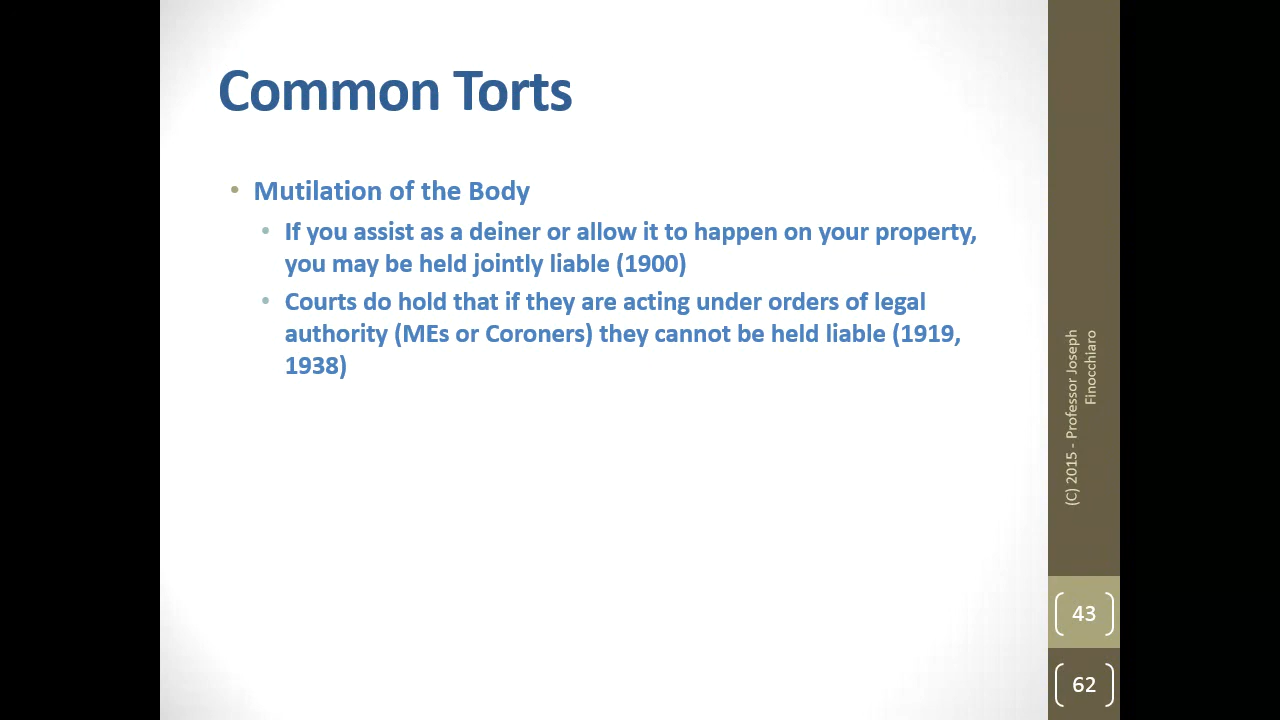 Common Torts
• Mutilation of the Body
• If you assist as a deiner or allow it to happen on your property,
you may be held jointly liable (1900)
• Courts do hold that if they are acting under orders of legal
authority (MEs or Coroners) they cannot be held liable (1919,
1938)
(C) 2015 - Professor Joseph
Finocchiaro
43
62